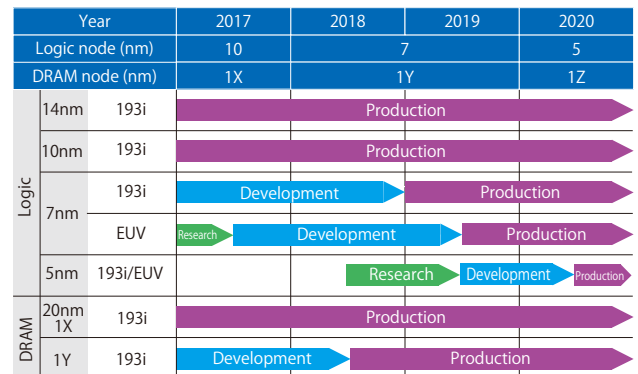 Year 2017 2018 2019 2020
Logic node (nm) 10 7 5
DRAM node (nm) 1X 1Y 1Z
Logic
14nm 193i Production
10nm 193i Production
7nm
193i Development Production
EUV Research Development Production
5nm 193i/EUV Research Development Production
DRAM
20nm
1X 193i Production
1Y 193i Development Production